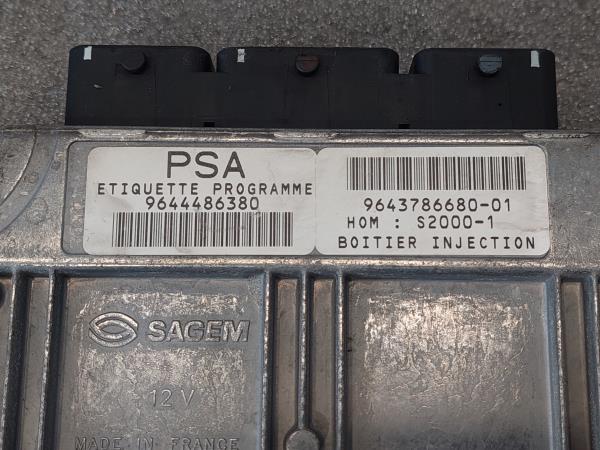 PSA
ETIQUETTE PROGRAMME
9644486380
9643786680-01
HOM : S2000-1
BOITIER INJECTION
SAGEM
12 V
MADE IN FRANCE